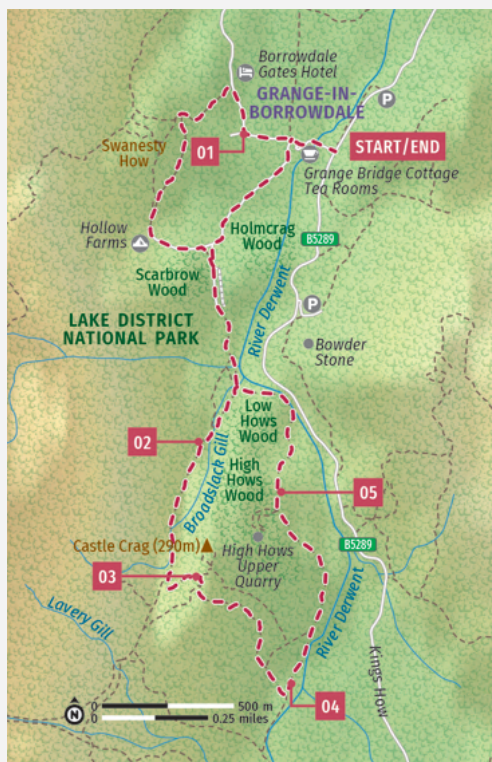 Borrowdale
Gates Hotel
GRANGE-IN-
BORROWDALE
P
Swanesty
How
01
START/END
Grange Bridge Cottage
Tea Rooms
Hollow
Farms
Holmcrag
Wood
B5289
Scarbrow
Wood
River Derwent
P
LAKE DISTRICT
NATIONAL PARK
Bowder
Stone
Low
Hows
Wood
02
Broadslack Gill
High
Hows
Wood
05
Castle Crag (290m)
B5289
High Hows
Upper
Quarry
03
Lavery Gill
River Derwent
Kings How
04
N
0 500 m
0 0.25 miles